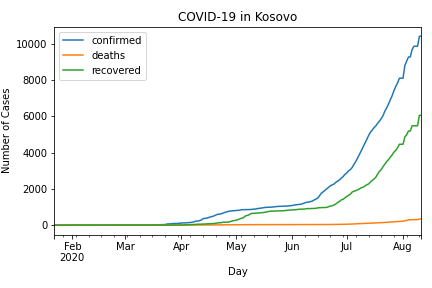 COVID-19 in Kosovo
confirmed
deaths
recovered
Number of Cases
10000
8000
6000
4000
2000
0
Feb Mar Apr May Jun Jul Aug
2020
Day